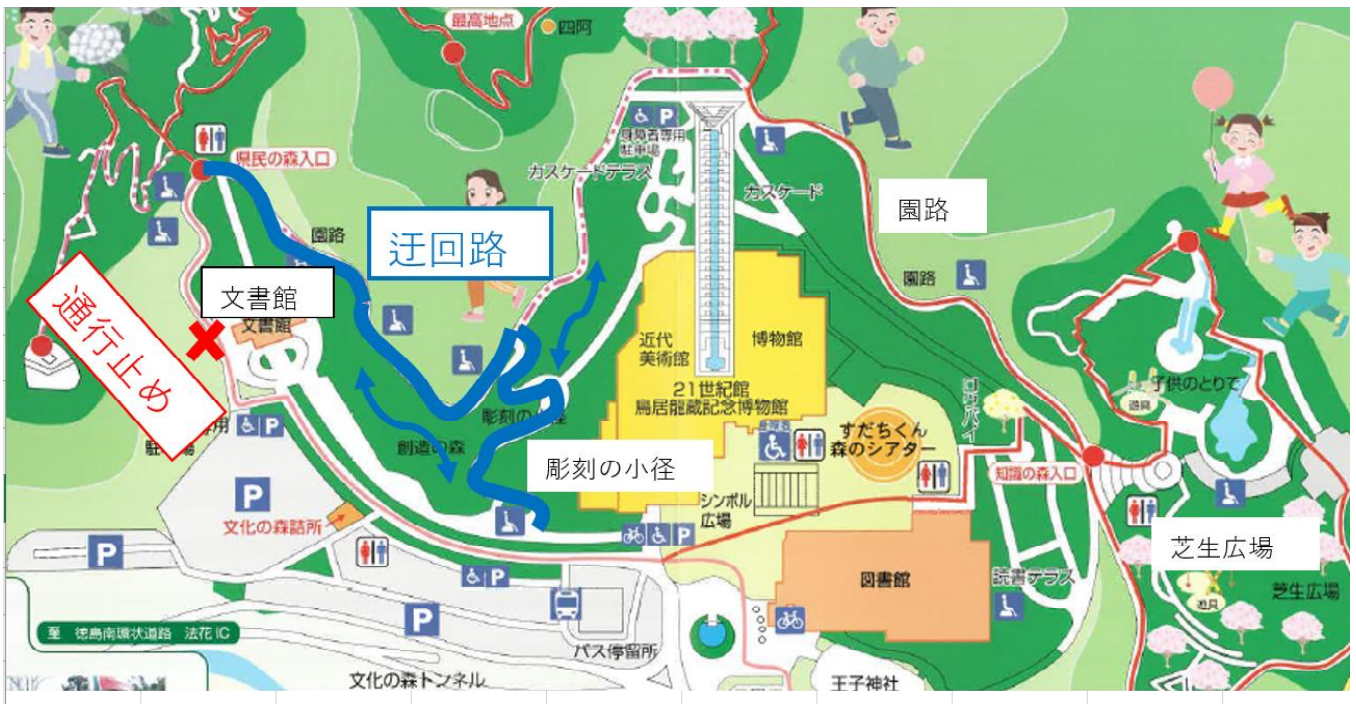 最高地点
四阿
P
身障者専用
駐車場
県民の森入口
カスケードテラス
カスケード
園路
園路
迂回路
園路
文書館
文書館
通行止め
近代
美術館
博物館
21世紀館
鳥居龍蔵記念博物館
子供のとりで
遊具
ロコバイ
彫刻の小径
すだちくん
森のシアター
創造の森
彫刻の小径
知識の森入口
P
P
シンボル
広場
文化の森詰所
P
芝生広場
P
図書館
読書テラス
P
遊具
芝生広場
P
至 徳島南環状道路 法花IC
バス停留所
文化の森トンネル
王子神社